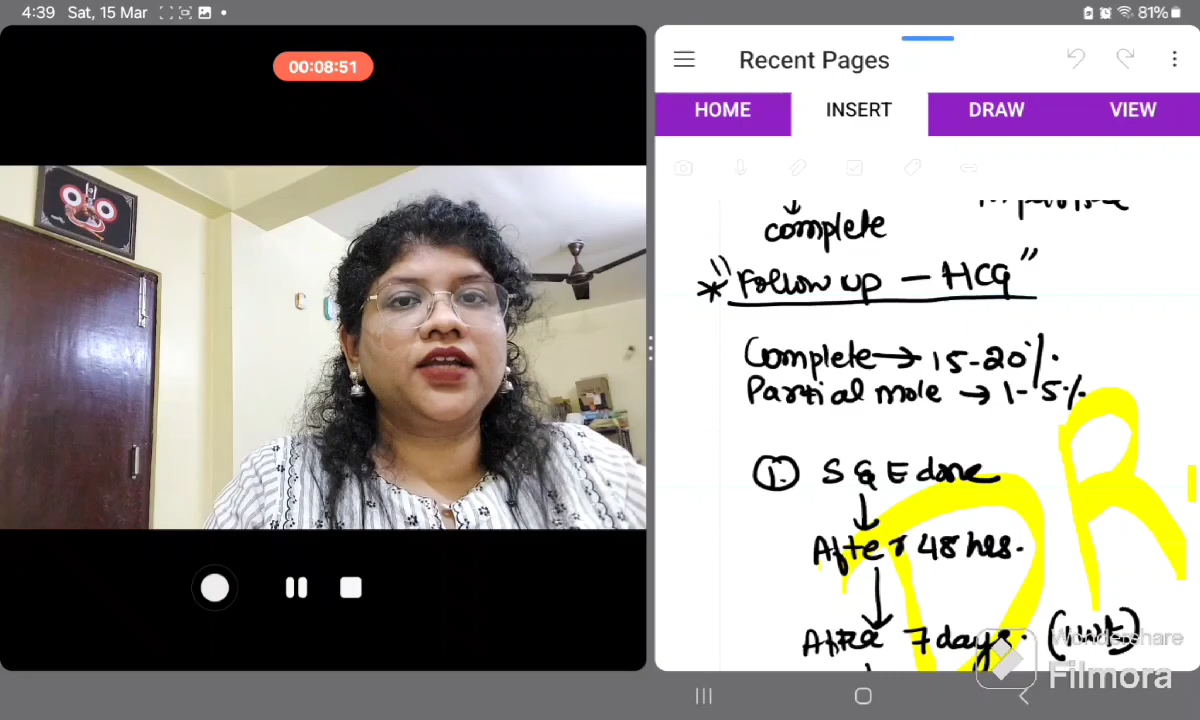 4:39 Sat, 15 Mar
81%
00:08:51
Recent Pages
HOME INSERT DRAW VIEW
complete
* "Follow up - HCG"
Complete → 15-20%.
Partial mole → 1-5%.
1. S & E done
After 48 hrs.
After 7 days.
DR
Wondershare
Filmora